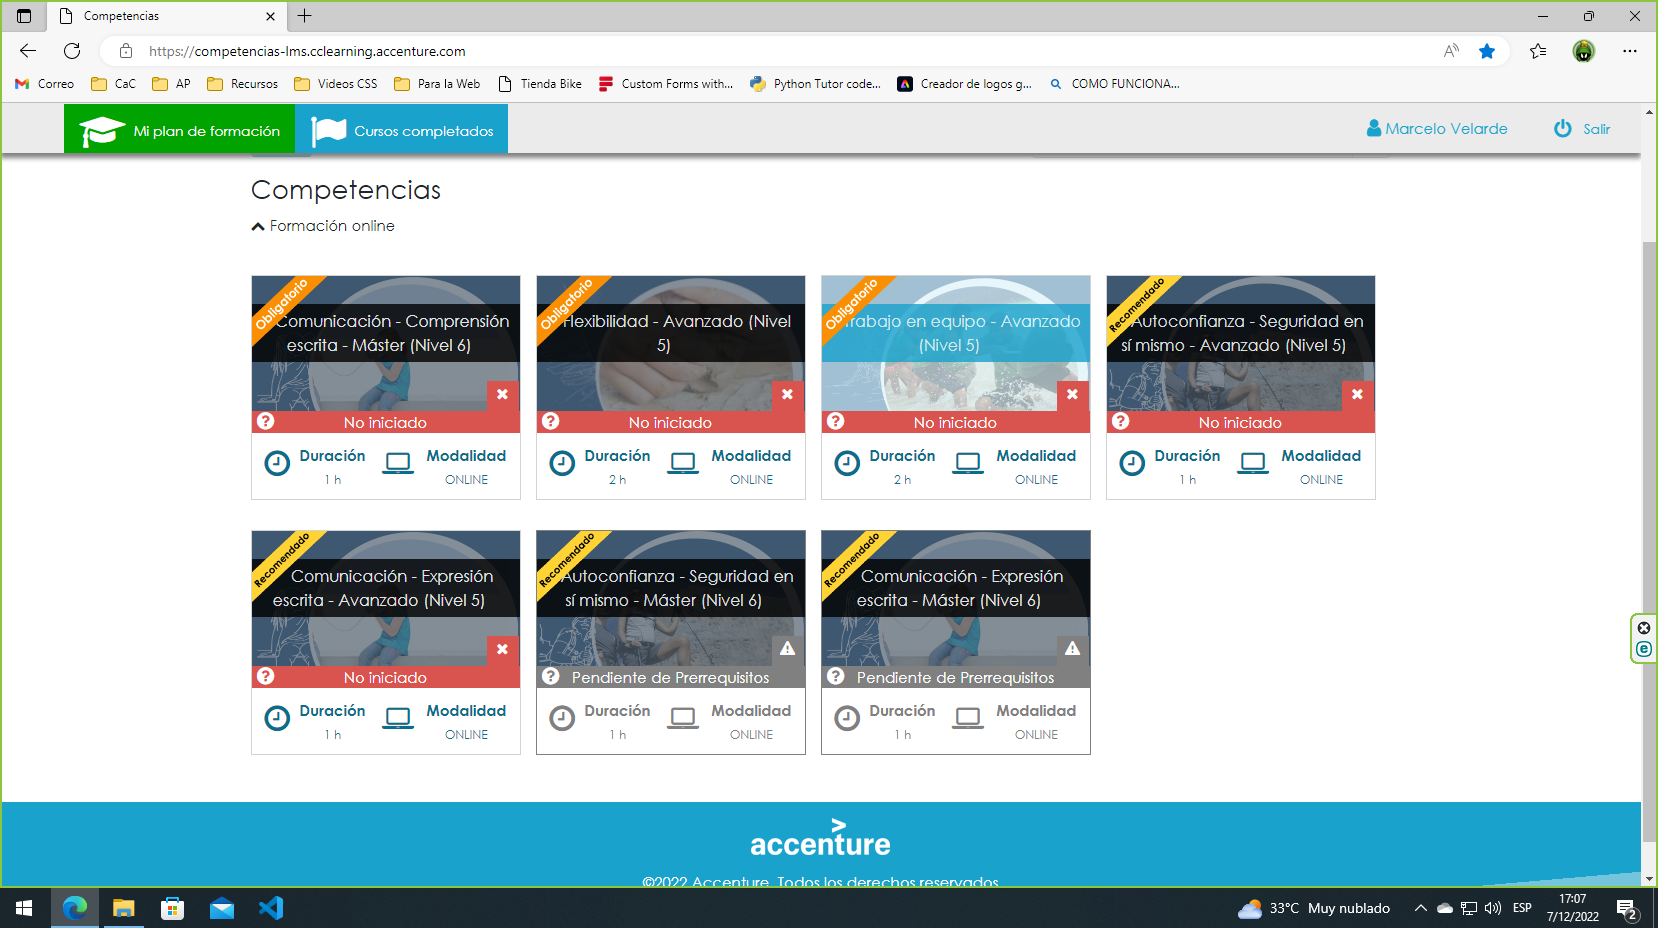 Competencias
https://competencias-lms.cclearning.accenture.com
Correo
CaC
AP
Recursos
Videos CSS
Para la Web
Tienda Bike
Custom Forms with...
Python Tutor code...
Creador de logos g...
COMO FUNCIONA...
Mi plan de formación
Cursos completados
Marcelo Velarde
Salir
Competencias
Formación online
Obligatorio
Comunicación - Comprensión
escrita - Máster (Nivel 6)
No iniciado
Duración
1 h
Modalidad
ONLINE
Obligatorio
Flexibilidad - Avanzado (Nivel
5)
No iniciado
Duración
2 h
Modalidad
ONLINE
Obligatorio
Trabajo en equipo - Avanzado
(Nivel 5)
No iniciado
Duración
2 h
Modalidad
ONLINE
Recomendado
Autoconfianza - Seguridad en
sí mismo - Avanzado (Nivel 5)
No iniciado
Duración
1 h
Modalidad
ONLINE
Recomendado
Comunicación - Expresión
escrita - Avanzado (Nivel 5)
No iniciado
Duración
1 h
Modalidad
ONLINE
Recomendado
Autoconfianza - Seguridad en
sí mismo - Máster (Nivel 6)
Pendiente de Prerrequisitos
Duración
1 h
Modalidad
ONLINE
Recomendado
Comunicación - Expresión
escrita - Máster (Nivel 6)
Pendiente de Prerrequisitos
Duración
1 h
Modalidad
ONLINE
accenture
©2022 Accenture. Todos los derechos reservados
33°C Muy nublado
ESP
17:07
7/12/2022
2